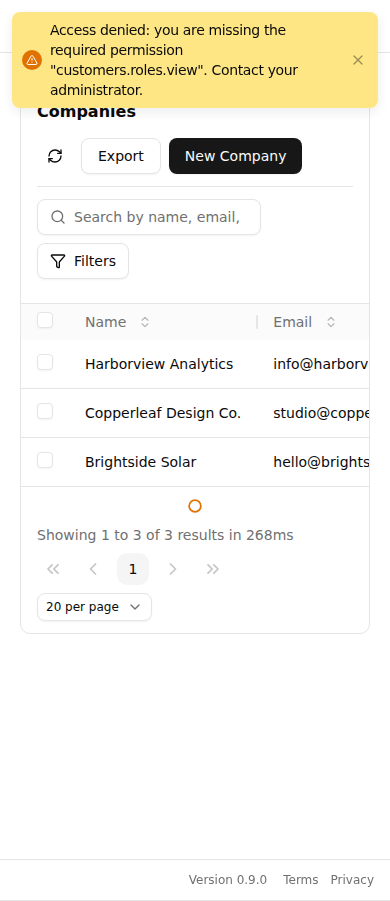 Access denied: you are missing the
required permission
"customers.roles.view". Contact your
administrator.
Companies
Export
New Company
Search by name, email,
Filters
Name
Email
Harborview Analytics
info@harborv
Copperleaf Design Co.
studio@coppe
Brightside Solar
hello@brights
Showing 1 to 3 of 3 results in 268ms
1
20 per page
Version 0.9.0
Terms
Privacy